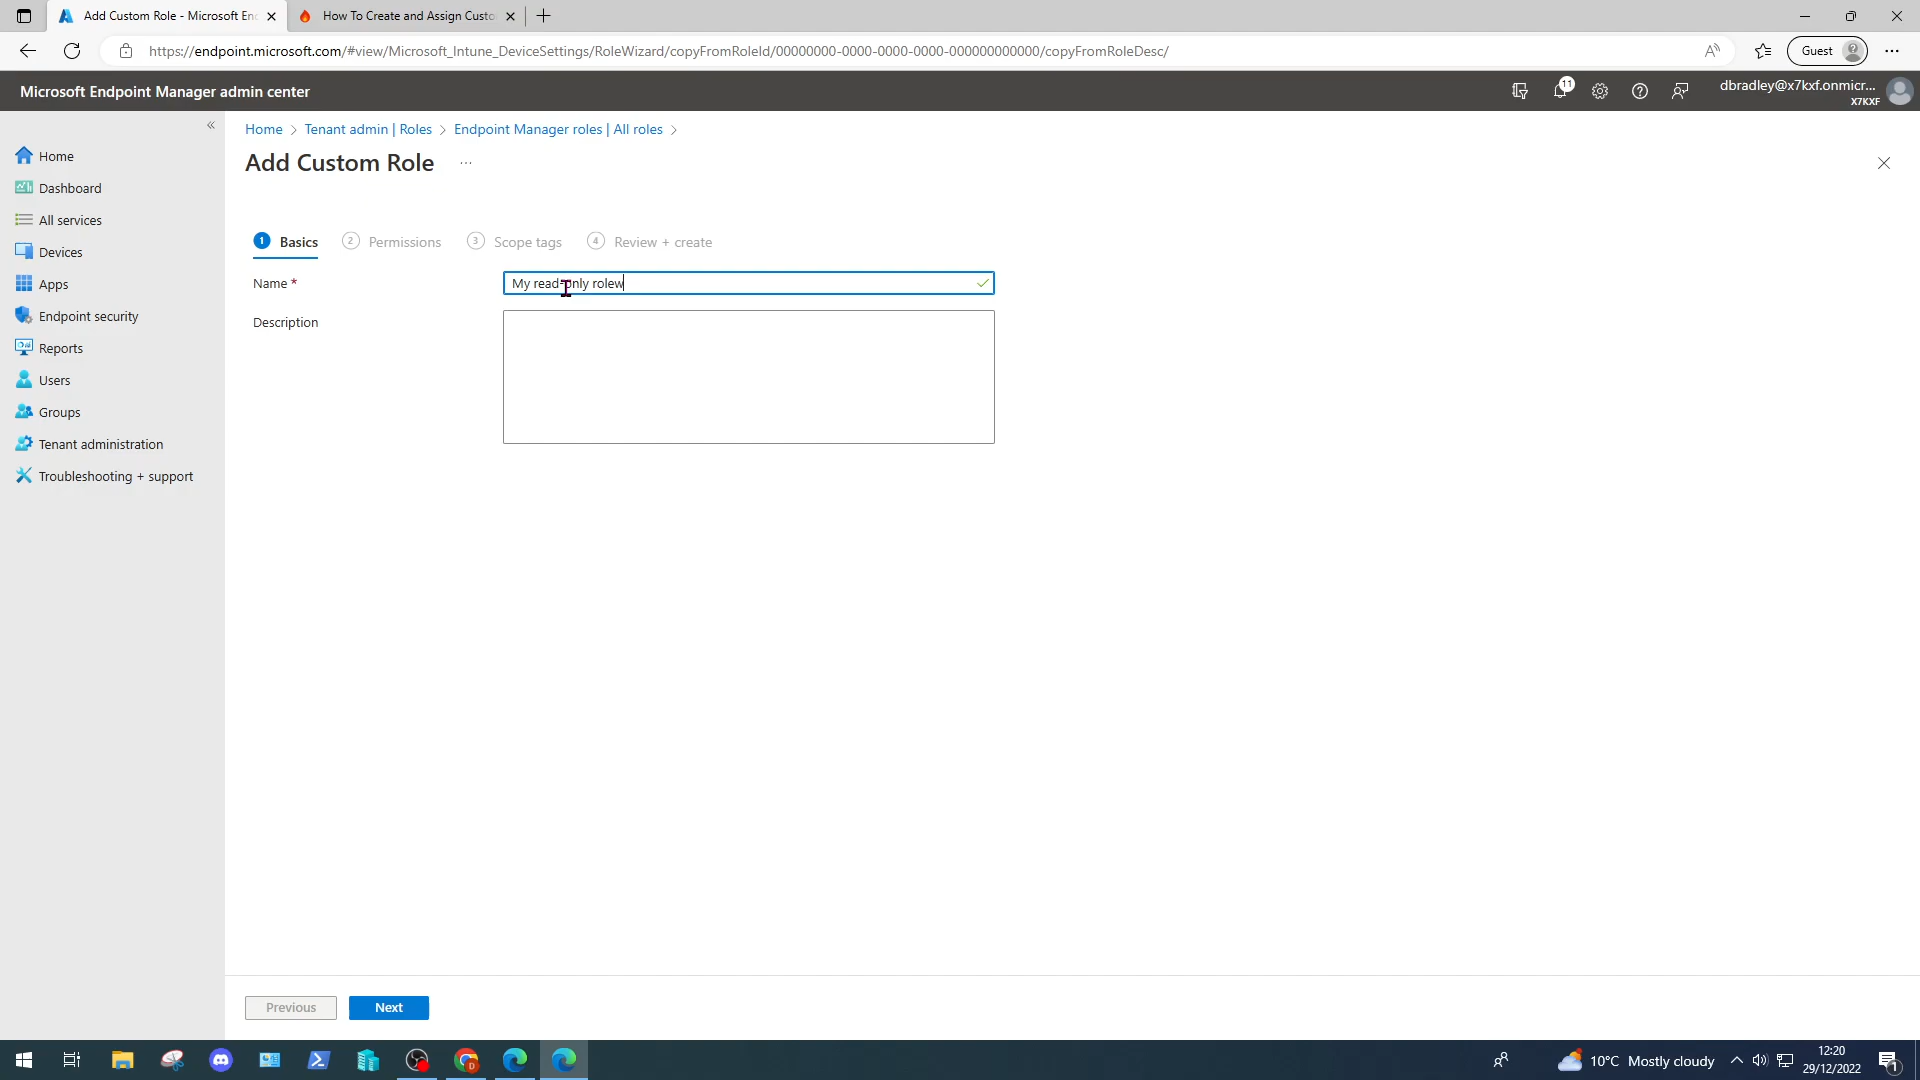 Add Custom Role - Microsoft En
How To Create and Assign Custo
https://endpoint.microsoft.com/#view/Microsoft_Intune_DeviceSettings/RoleWizard/copyFromRoleId/00000000-0000-0000-0000-000000000000/copyFromRoleDesc/
Guest
Microsoft Endpoint Manager admin center
11
dbradley@x7kxf.onmicr...
X7KXF
Home > Tenant admin | Roles > Endpoint Manager roles | All roles >
Add Custom Role ...
Home
Dashboard
All services
Devices
Apps
Endpoint security
Reports
Users
Groups
Tenant administration
Troubleshooting + support
1 Basics 2 Permissions 3 Scope tags 4 Review + create
Name *
My read-only rolew
Description
Previous
Next
10°C Mostly cloudy
12:20
29/12/2022
1